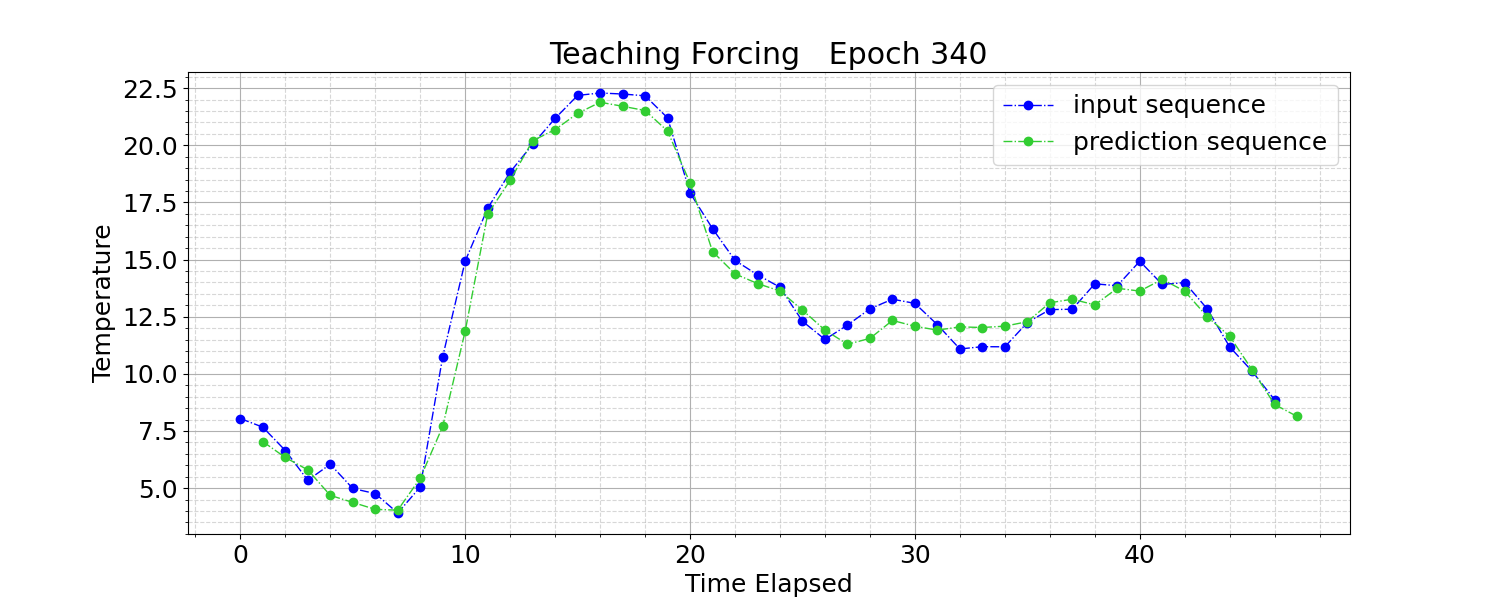 Teaching Forcing   Epoch 340
22.5
20.0
17.5
15.0
12.5
10.0
7.5
5.0
Temperature
input sequence
prediction sequence
0 10 20 30 40
Time Elapsed